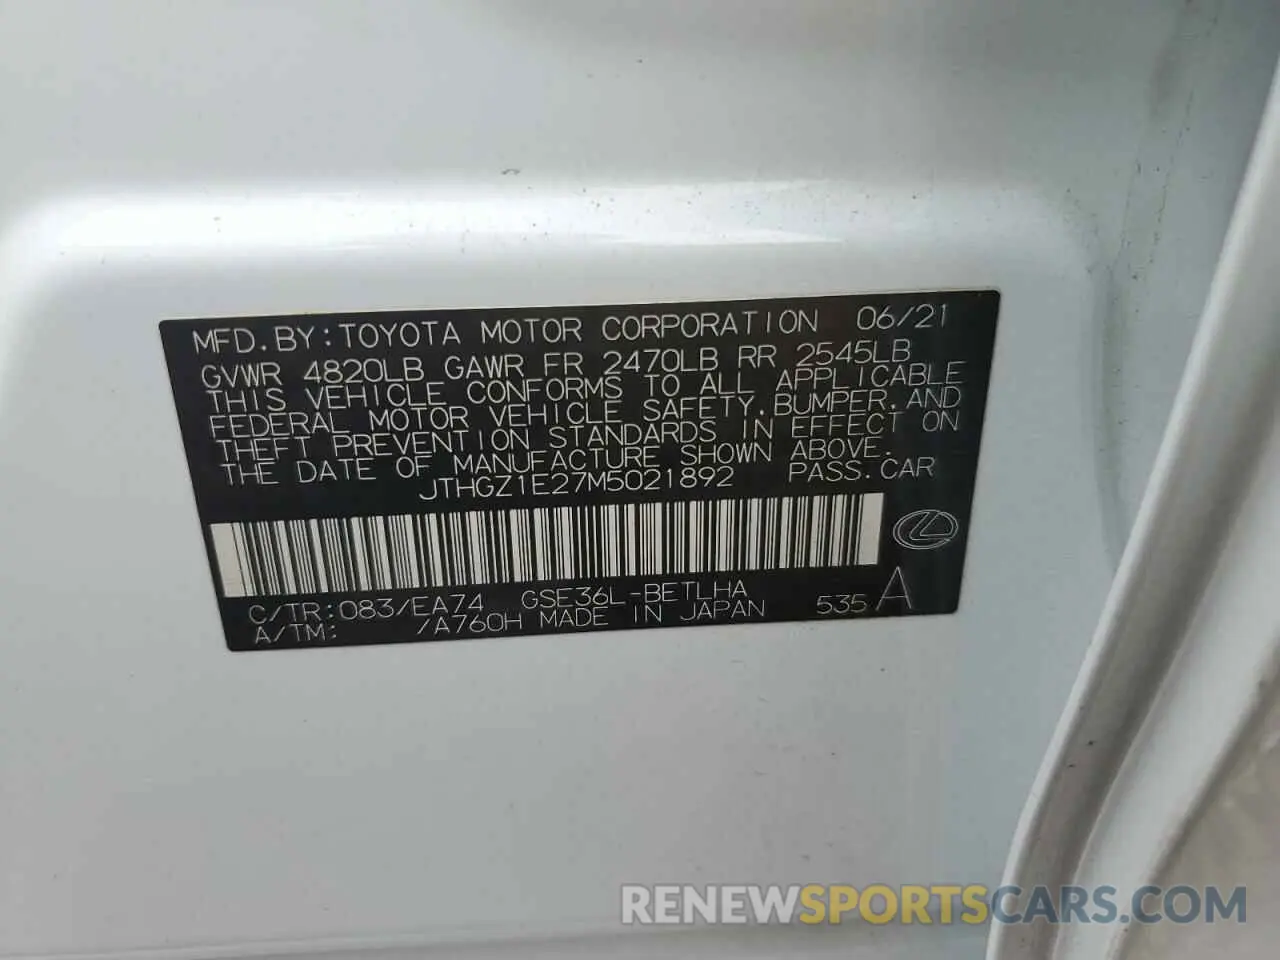 MFD. BY: TOYOTA MOTOR CORPORATION 06/21
GVWR 4820LB GAWR FR 2470LB RR 2545LB
THIS VEHICLE CONFORMS TO ALL APPLICABLE
FEDERAL MOTOR VEHICLE SAFETY, BUMPER, AND
THEFT PREVENTION STANDARDS IN EFFECT ON
THE DATE OF MANUFACTURE SHOWN ABOVE.
JTHGZ1E27M5021892 PASS. CAR
C/TR: 083/EA74 GSE36L-BETLHA
A/TM: /A760H MADE IN JAPAN 535 A
RENEWSPORTSCARS.COM